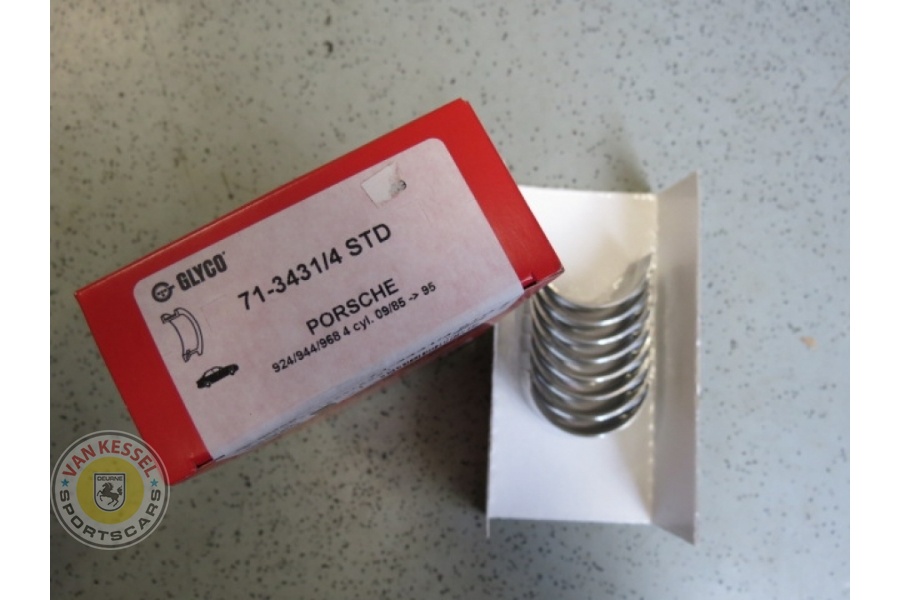 GLYCO®
71-3431/4 STD
PORSCHE
924/944/968 4 cyl. 09/85 -> 95
VAN KESSEL
DEURNE
SPORTSCARS